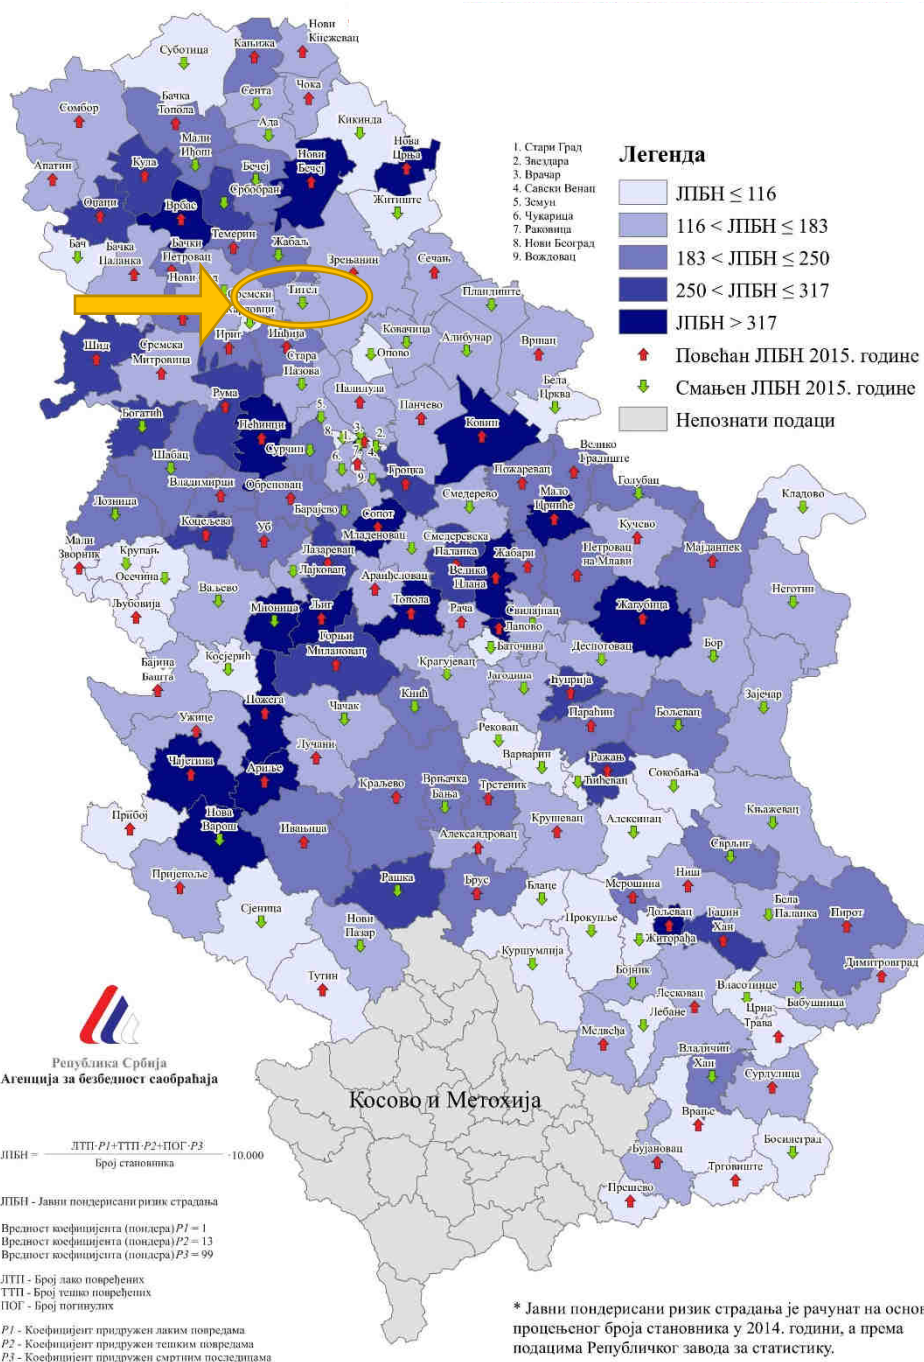 Суботица
Кањижа
Нови
Кнежевац
Сомбор
Бачка
Топола
Сента
Чока
Ада
Кикинда
Мали
Иђош
Апатин
Кула
Бечеј
Нови
Бечеј
Нова
Црња
Оџаци
Врбас
Србобран
Житиште
Бач
Бачка
Паланка
Бачки
Петровац
Темерин
Жабаљ
Зрењанин
Сечањ
Тител
Пландиште
Ириг
Инђија
Ковачица
Опово
Алибунар
Вршац
Шид
Сремска
Митровица
Стара
Пазова
Бела
Црква
Рума
Палилула
Панчево
Богатић
Пећинци
Ковин
Сурчин
Шабац
Гроцка
Владимирци
Обреновац
Пожаревац
Велико
Градиште
Голубац
Кладово
Лозница
Барајево
Смедерево
Мало
Црниће
Коцељева
Уб
Сопот
Младеновац
Кучево
Мали
Зворник
Крупањ
Осечина
Лазаревац
Лајковац
Смедеревска
Паланка
Жабари
Петровац
на Млави
Мајданпек
Велика
Плана
Аранђеловац
Ваљево
Неготин
Љубовија
Мионица
Љиг
Топола
Рача
Свилајнац
Лапово
Баточина
Жагубица
Косјерић
Горњи
Милановац
Деспотовац
Бор
Бајина
Башта
Крагујевац
Јагодина
Ћуприја
Зајечар
Пожега
Чачак
Кнић
Параћин
Бољевац
Ужице
Рековац
Лучани
Варварин
Ражањ
Чајетина
Ариље
Ћићевац
Сокобања
Краљево
Врњачка
Бања
Трстеник
Прибој
Нова
Варош
Ивањица
Александровац
Крушевац
Алексинац
Књажевац
Сврљиг
Пријепоље
Рашка
Брус
Блаце
Мерошина
Ниш
Бела
Паланка
Пирот
Сјеница
Нови
Пазар
Прокупље
Дољевац
Гаџин
Хан
Житорађа
Куршумлија
Димитровград
Тутин
Бојник
Лесковац
Власотинце
Бабушница
Лебане
Црна
Трава
Медвеђа
Владичин
Хан
Сурдулица
Врање
Босилеград
Бујановац
Трговиште
Прешево
Косово и Метохија
5.
8.
1.
3.
2.
4.
7.
6.
9.
1. Стари Град
2. Звездара
3. Врачар
4. Савски Венац
5. Земун
6. Чукарица
7. Раковица
8. Нови Београд
9. Вождовац
Легенда
ЈПБН ≤ 116
116 < ЈПБН ≤ 183
183 < ЈПБН ≤ 250
250 < ЈПБН ≤ 317
ЈПБН > 317
Повећан ЈПБН 2015. године
Смањен ЈПБН 2015. године
Непознати подаци
Република Србија
Агенција за безбедност саобраћаја
ЈПБН = ЛТП·P1+ТТП·P2+ПОГ·P3
Број становника
·10.000
ЈПБН - Јавни пондерисани ризик страдања
Вредност коефицијента (пондера) P1 = 1
Вредност коефицијента (пондера) P2 = 13
Вредност коефицијента (пондера) P3 = 99
ЛТП - Број лако повређених
ТТП - Број тешко повређених
ПОГ - Број погинулих
P1 - Коефицијент придружен лаким повредама
P2 - Коефицијент придружен тешким повредама
P3 - Коефицијент придружен смртним последицама
* Јавни пондерисани ризик страдања је рачунат на основ
процењеног броја становника у 2014. години, а према
подацима Републичког завода за статистику.